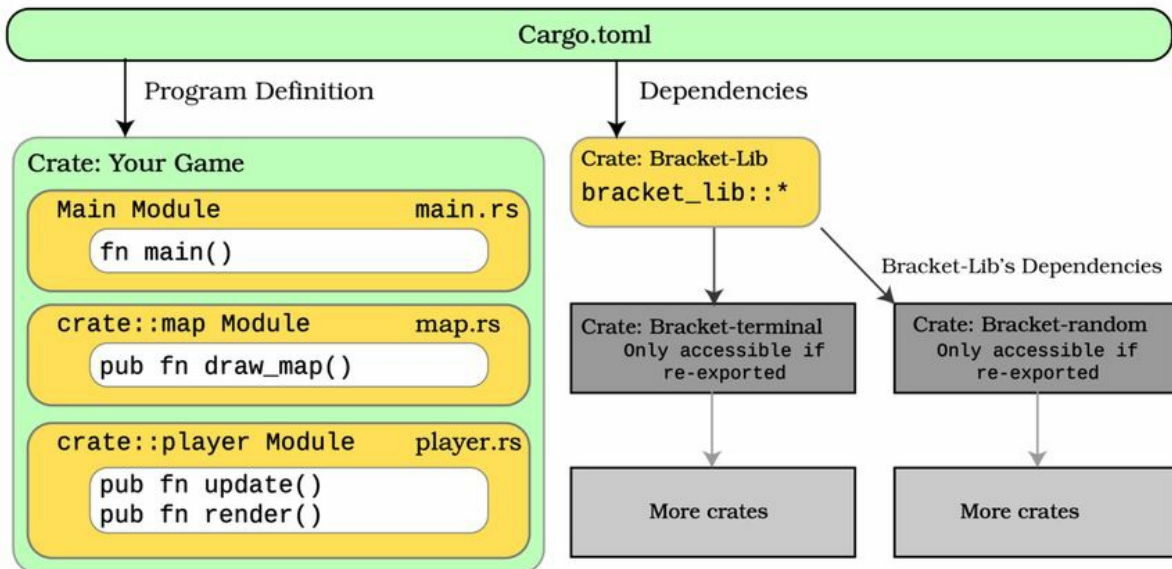 Cargo.toml
Program Definition
Dependencies
Crate: Your Game
Main Module main.rs
fn main()
crate::map Module map.rs
pub fn draw_map()
crate::player Module player.rs
pub fn update()
pub fn render()
Crate: Bracket-Lib
bracket_lib::*
Bracket-Lib's Dependencies
Crate: Bracket-terminal
Only accessible if
re-exported
Crate: Bracket-random
Only accessible if
re-exported
More crates
More crates